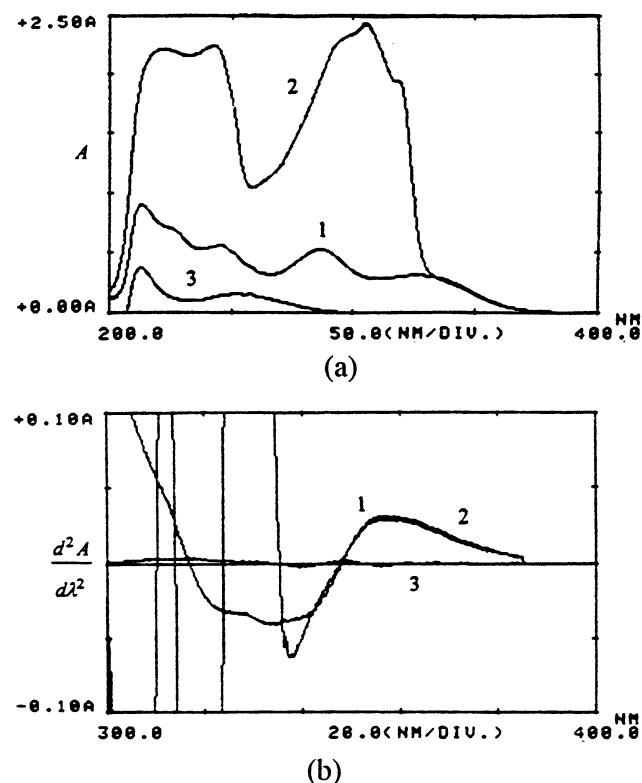 +2.50A
A
2
1
3
+0.00A
NM
200.0 50.0(NM/DIV.) 400.0
(a)
+0.10A
1
2
d²A
dλ²
3
-0.10A
NM
300.0 20.0(NM/DIV.) 400.0
(b)